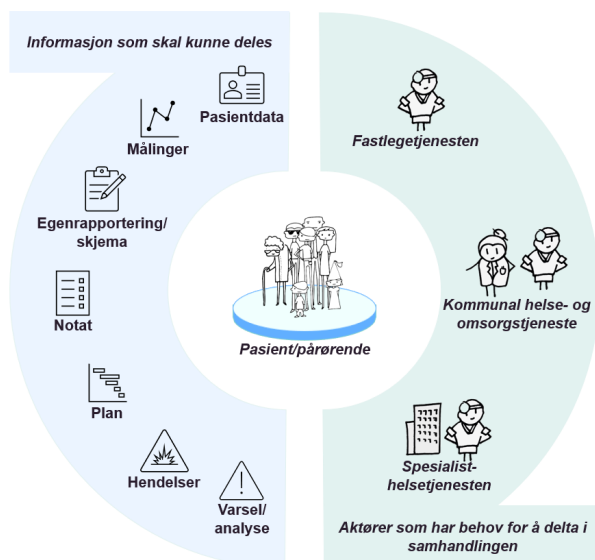 Informasjon som skal kunne deles
Pasientdata
Målinger
Egenrapportering/
skjema
Notat
Plan
Hendelser
Varsel/
analyse
Pasient/pårørende
Fastlegetjenesten
Kommunal helse- og
omsorgstjeneste
Spesialist-
helsetjenesten
Aktører som har behov for å delta i
samhandlingen